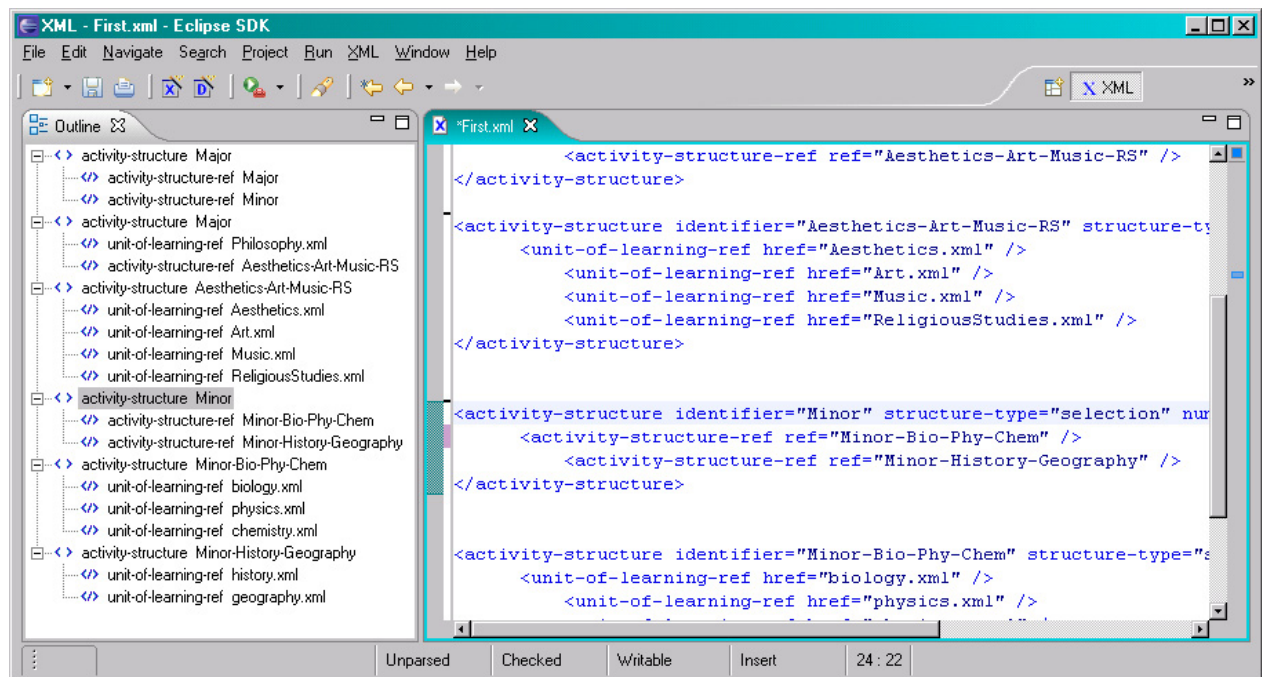 XML - First.xml - Eclipse SDK
File Edit Navigate Search Project Run XML Window Help
X XML »
Outline
activity-structure Major
activity-structure-ref Major
activity-structure-ref Minor
activity-structure Major
unit-of-learning-ref Philosophy.xml
activity-structure-ref Aesthetics-Art-Music-RS
activity-structure Aesthetics-Art-Music-RS
unit-of-learning-ref Aesthetics.xml
unit-of-learning-ref Art.xml
unit-of-learning-ref Music.xml
unit-of-learning-ref ReligiousStudies.xml
activity-structure Minor
activity-structure-ref Minor-Bio-Phy-Chem
activity-structure-ref Minor-History-Geography
activity-structure Minor-Bio-Phy-Chem
unit-of-learning-ref biology.xml
unit-of-learning-ref physics.xml
unit-of-learning-ref chemistry.xml
activity-structure Minor-History-Geography
unit-of-learning-ref history.xml
unit-of-learning-ref geography.xml
*First.xml
<activity-structure-ref ref="Aesthetics-Art-Music-RS" />
</activity-structure>
<activity-structure identifier="Aesthetics-Art-Music-RS" structure-ty
<unit-of-learning-ref href="Aesthetics.xml" />
<unit-of-learning-ref href="Art.xml" />
<unit-of-learning-ref href="Music.xml" />
<unit-of-learning-ref href="ReligiousStudies.xml" />
</activity-structure>
<activity-structure identifier="Minor" structure-type="selection" num
<activity-structure-ref ref="Minor-Bio-Phy-Chem" />
<activity-structure-ref ref="Minor-History-Geography" />
</activity-structure>
<activity-structure identifier="Minor-Bio-Phy-Chem" structure-type="s
<unit-of-learning-ref href="biology.xml" />
<unit-of-learning-ref href="physics.xml" />
Unparsed Checked Writable Insert 24 : 22